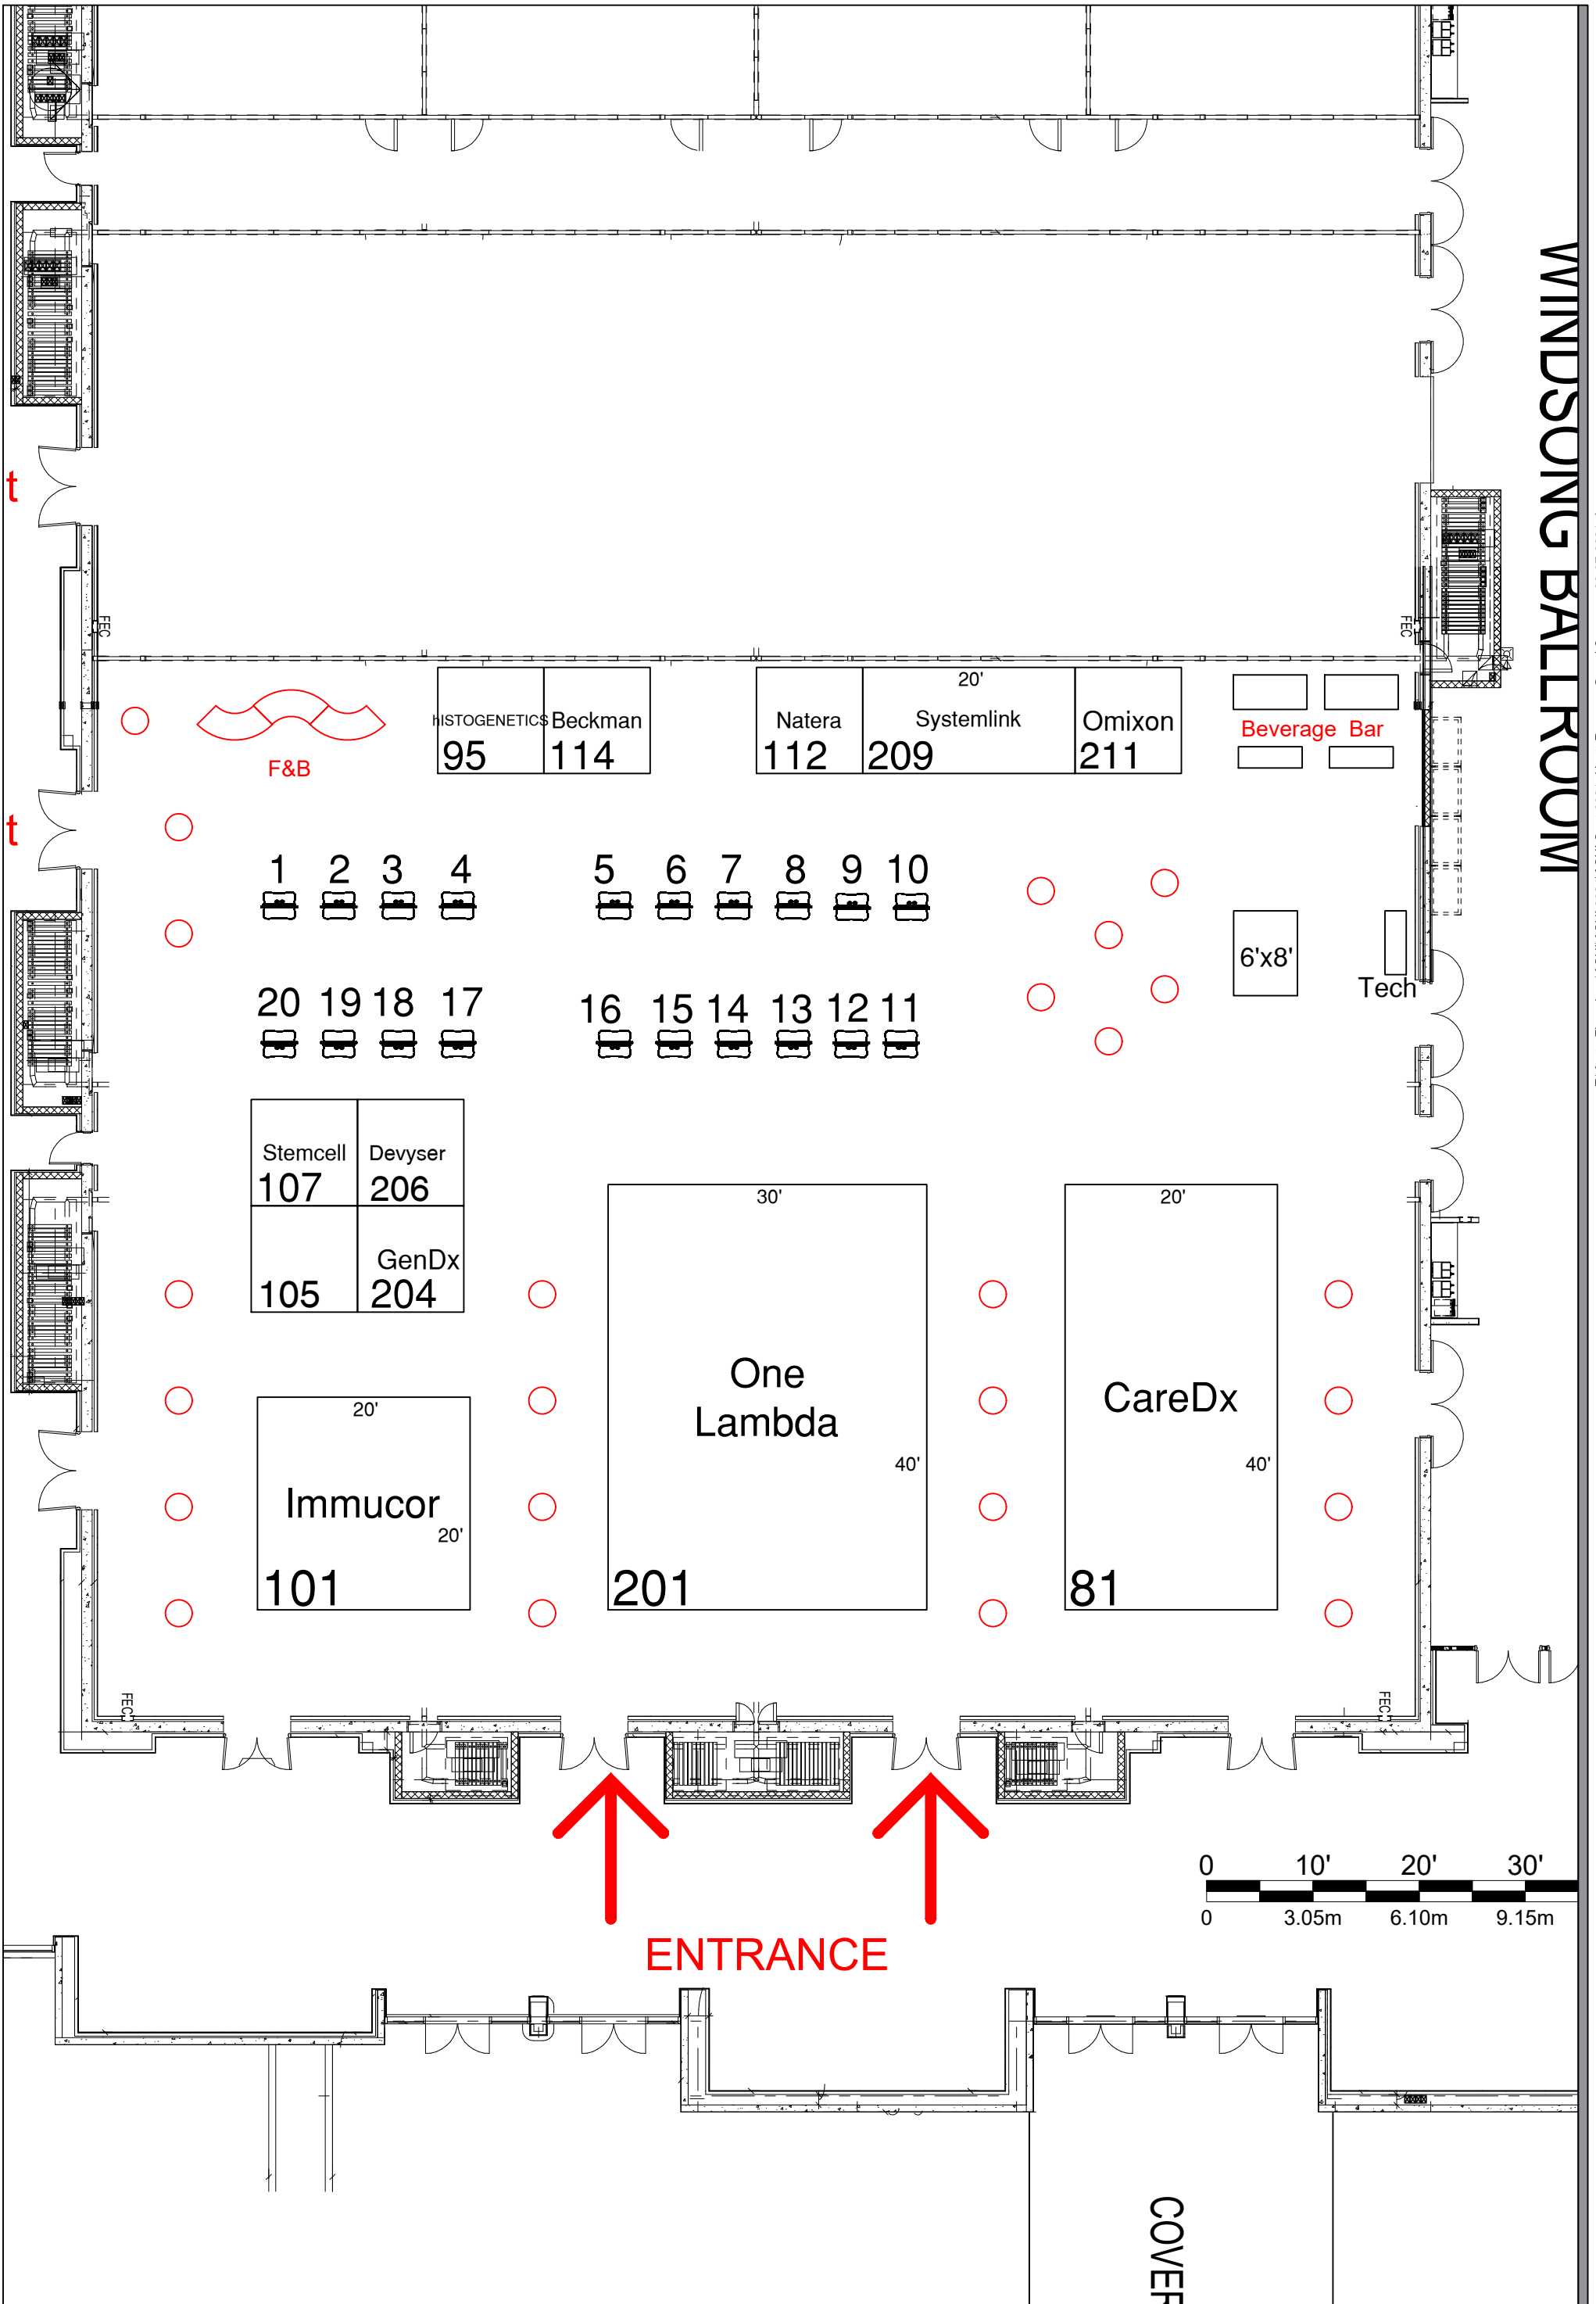 WINDSONG BALLROOM
t
t
FEC
FEC
20'
hISTOGENETICS
Beckman
Natera
Systemlink
Omixon
95
114
112
209
211
Beverage Bar
F&B
1 2 3 4 5 6 7 8 9 10
6'x8'
Tech
20 19 18 17 16 15 14 13 12 11
Stemcell
Devyser
107
206
GenDx
105
204
30'
20'
One
Lambda
40'
201
CareDx
40'
81
20'
Immucor
20'
101
FEC
FEC
ENTRANCE
0 10' 20' 30'
0 3.05m 6.10m 9.15m
COVER